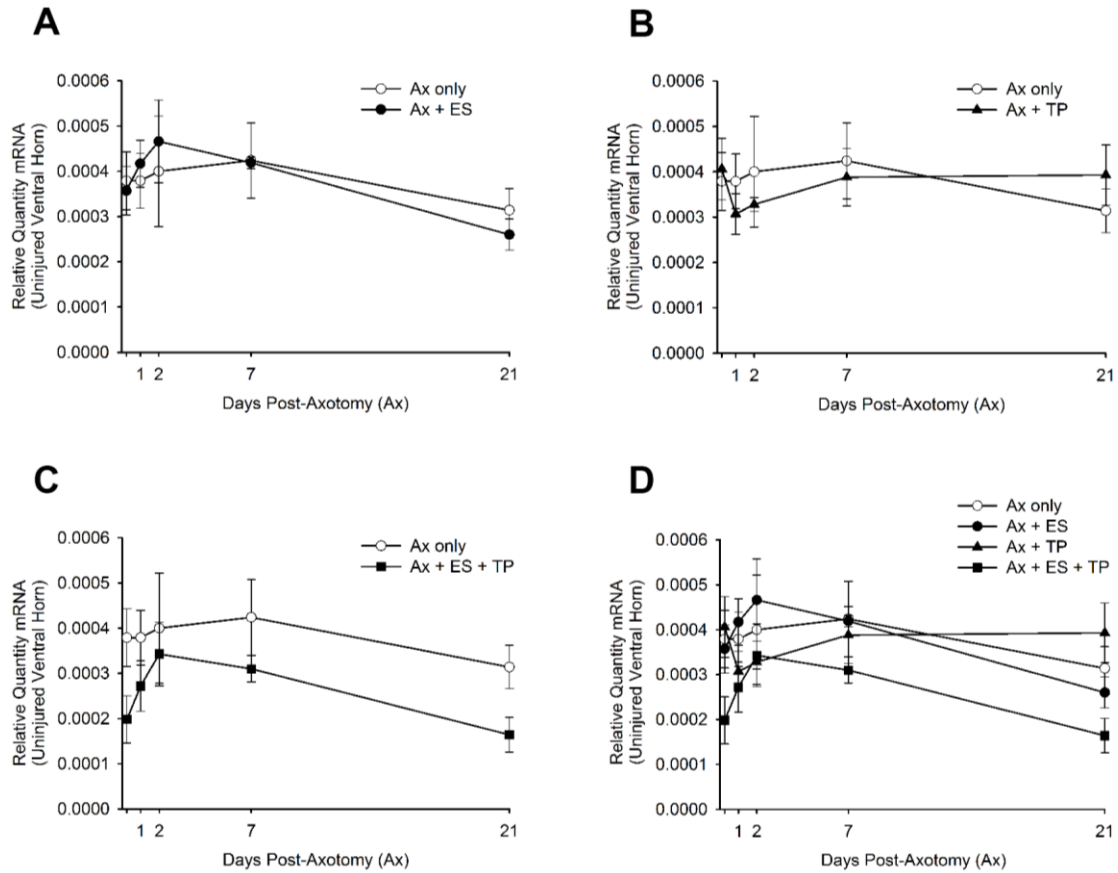 A
Ax only
Ax + ES
0.0006
0.0005
0.0004
0.0003
0.0002
0.0001
0.0000
Relative Quantity mRNA
(Uninjured Ventral Horn)
1 2 7 21
Days Post-Axotomy (Ax)
B
Ax only
Ax + TP
0.0006
0.0005
0.0004
0.0003
0.0002
0.0001
0.0000
Relative Quantity mRNA
(Uninjured Ventral Horn)
1 2 7 21
Days Post-Axotomy (Ax)
C
Ax only
Ax + ES + TP
0.0006
0.0005
0.0004
0.0003
0.0002
0.0001
0.0000
Relative Quantity mRNA
(Uninjured Ventral Horn)
1 2 7 21
Days Post-Axotomy (Ax)
D
Ax only
Ax + ES
Ax + TP
Ax + ES + TP
0.0006
0.0005
0.0004
0.0003
0.0002
0.0001
0.0000
Relative Quantity mRNA
(Uninjured Ventral Horn)
1 2 7 21
Days Post-Axotomy (Ax)